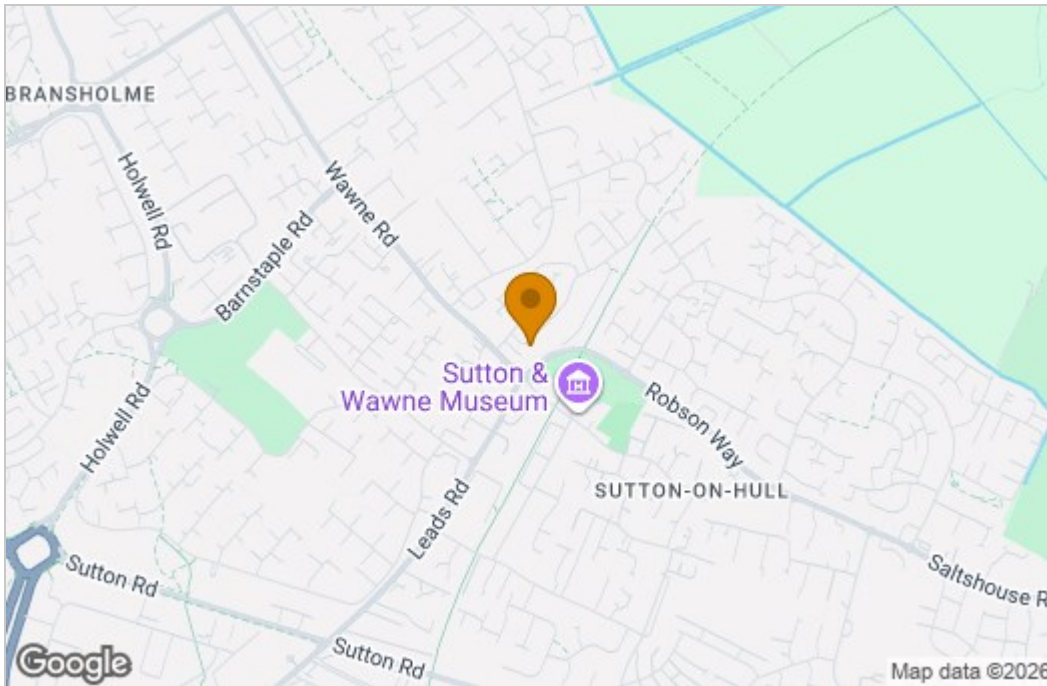 BRANSHOLME
Holwell Rd
Wawne Rd
Barnstaple Rd
Sutton &
Wawne Museum
Holwell Rd
Robson Way
SUTTON-ON-HULL
Leads Rd
Sutton Rd
Saltshouse R
Sutton Rd
Google
Map data ©2026